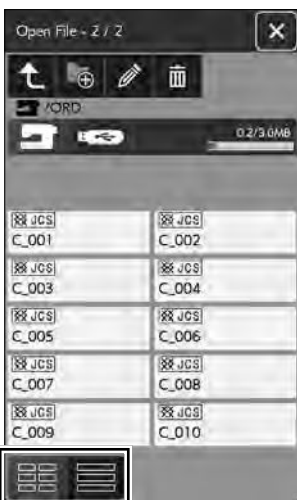 Open File - 2 / 2
/ORD
0.2/3.6MB
JCS JCS
C_001 C_002
JCS JCS
C_003 C_004
JCS JCS
C_005 C_006
JCS JCS
C_007 C_008
JCS JCS
C_009 C_010